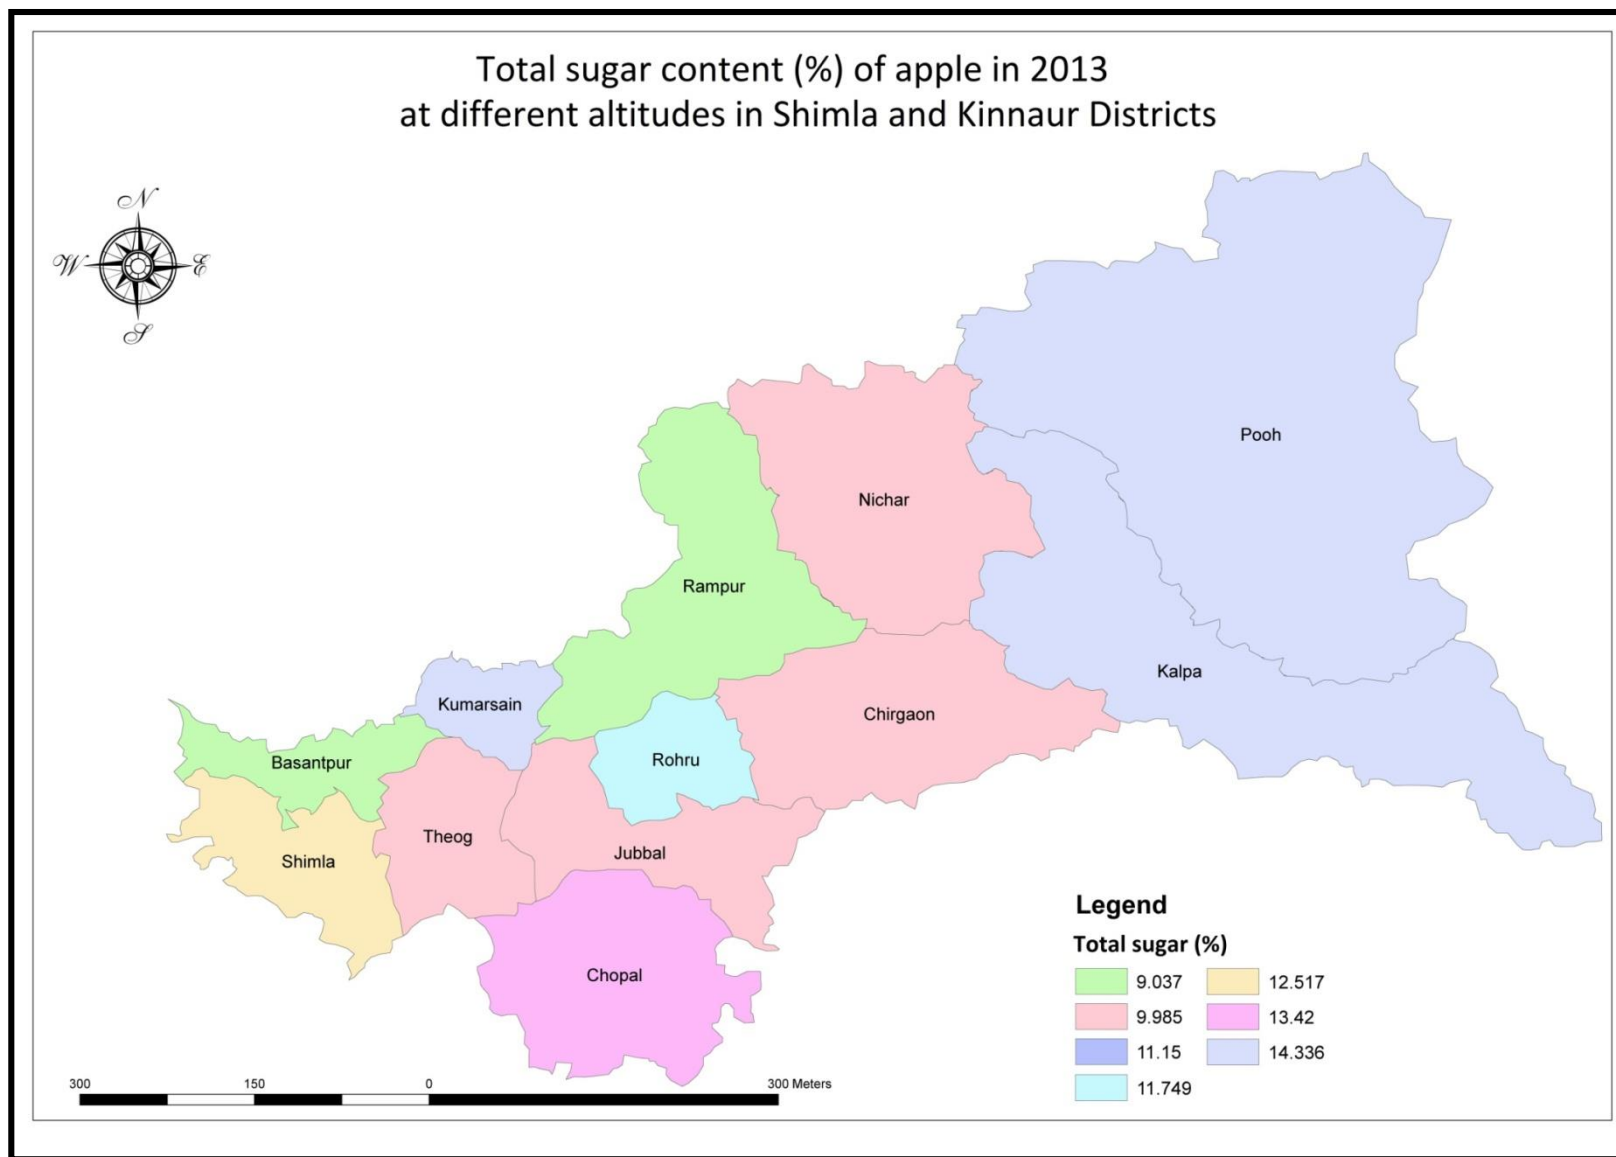 Total sugar content (%) of apple in 2013
at different altitudes in Shimla and Kinnaur Districts
N
W E
S
Pooh
Nichar
Rampur
Kalpa
Kumarsain
Chirgaon
Basantpur
Rohru
Theog
Jubbal
Shimla
Chopal
Legend
Total sugar (%)
9.037 12.517
9.985 13.42
11.15 14.336
11.749
300 150 0 300 Meters